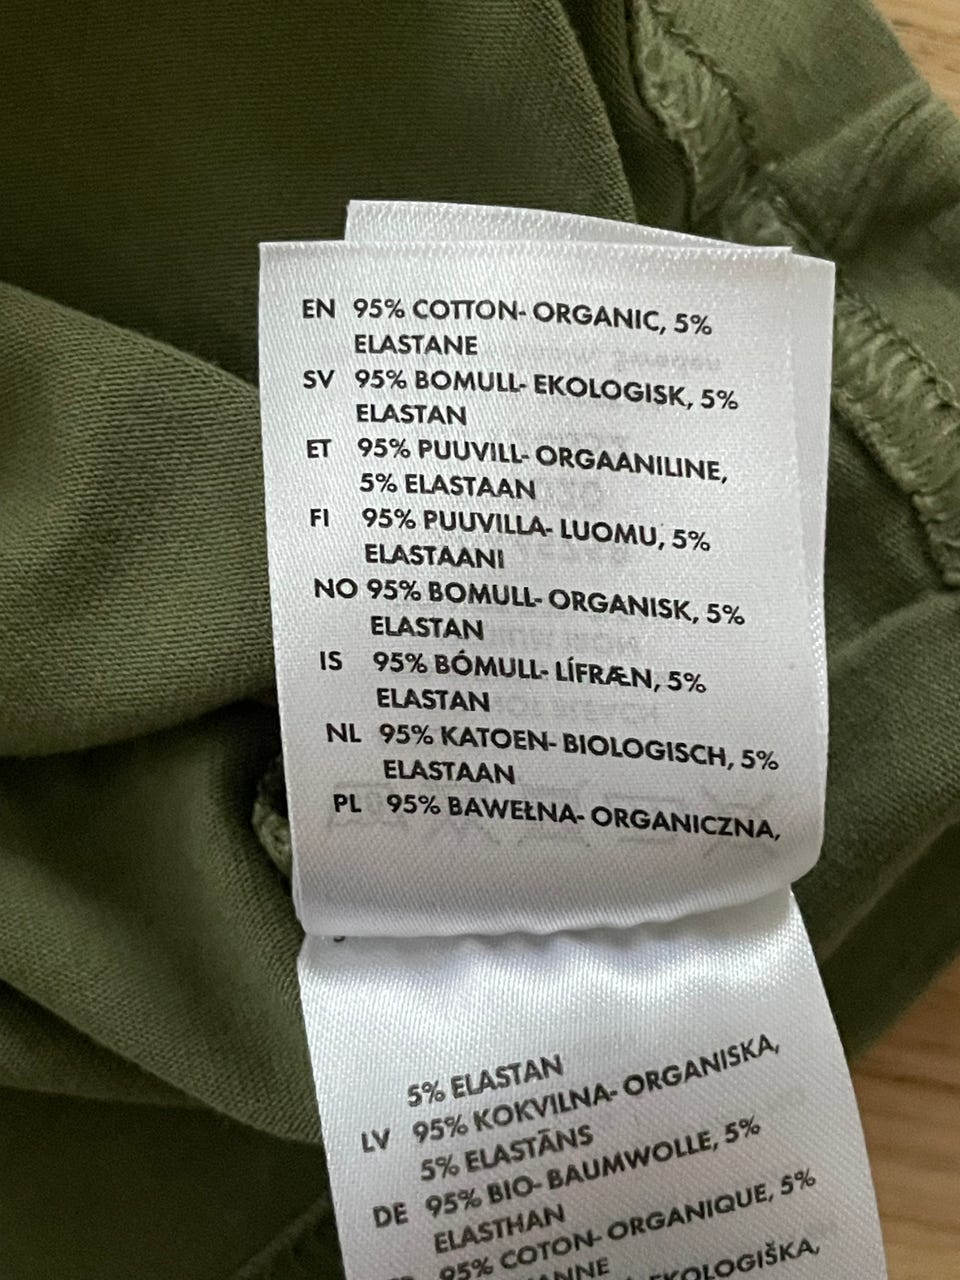 EN 95% COTTON- ORGANIC, 5%
ELASTANE
SV 95% BOMULL- EKOLOGISK, 5%
ELASTAN
ET 95% PUUVILL- ORGAANILINE,
5% ELASTAAN
FI 95% PUUVILLA- LUOMU, 5%
ELASTAANI
NO 95% BOMULL- ORGANISK, 5%
ELASTAN
IS 95% BÓMULL- LÍFRÆN, 5%
ELASTAN
NL 95% KATOEN- BIOLOGISCH, 5%
ELASTAAN
PL 95% BAWEŁNA- ORGANICZNA,
5% ELASTAN
LV 95% KOKVILNA- ORGANISKA,
5% ELASTĀNS
DE 95% BIO- BAUMWOLLE, 5%
ELASTHAN
95% COTON- ORGANIQUE, 5%